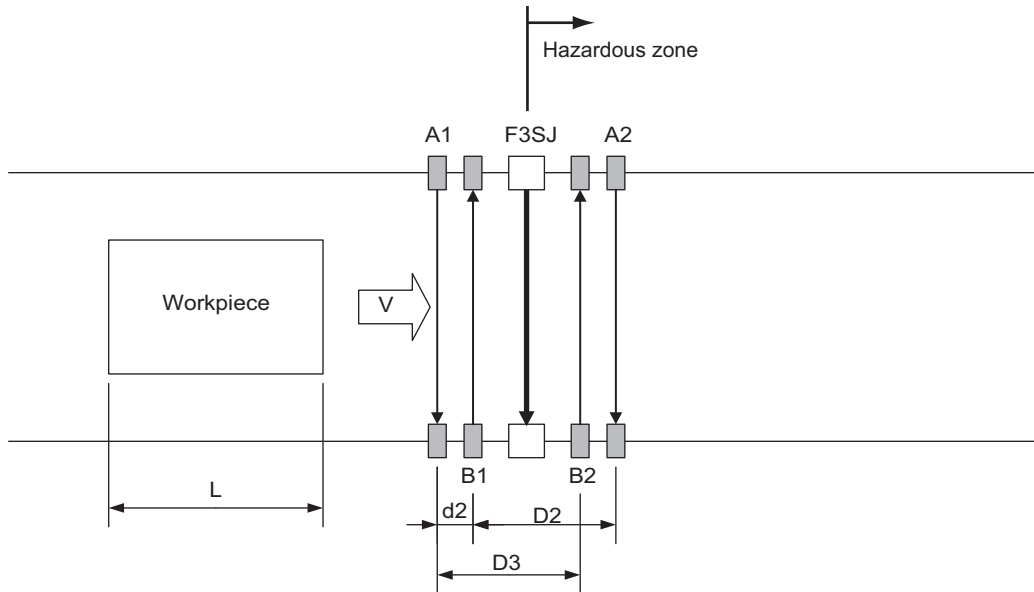 Hazardous zone
A1
F3SJ
A2
Workpiece
V
B1
B2
L
d2
D2
D3